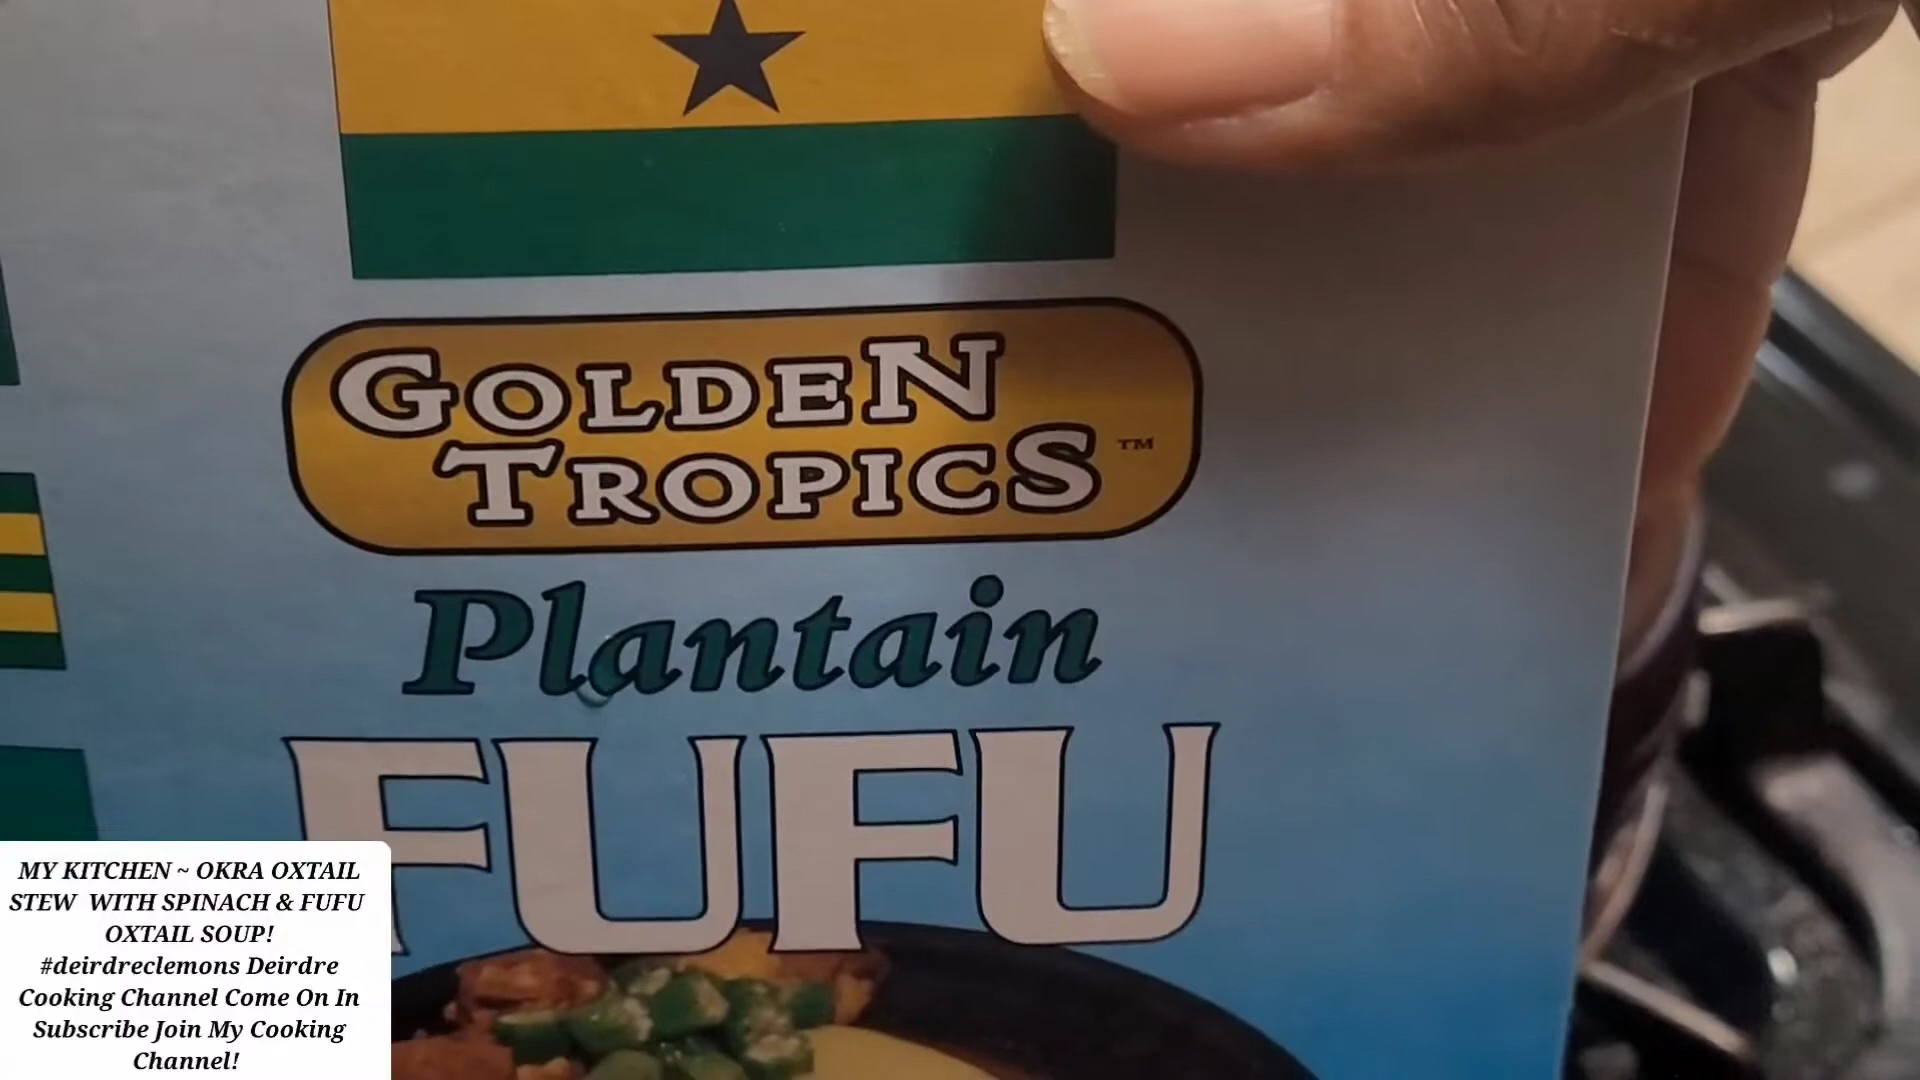 GOLDEN
TROPICS ™
Plantain
FUFU
MY KITCHEN ~ OKRA OXTAIL
STEW WITH SPINACH & FUFU
OXTAIL SOUP!
#deirdreclemons Deirdre
Cooking Channel Come On In
Subscribe Join My Cooking
Channel!